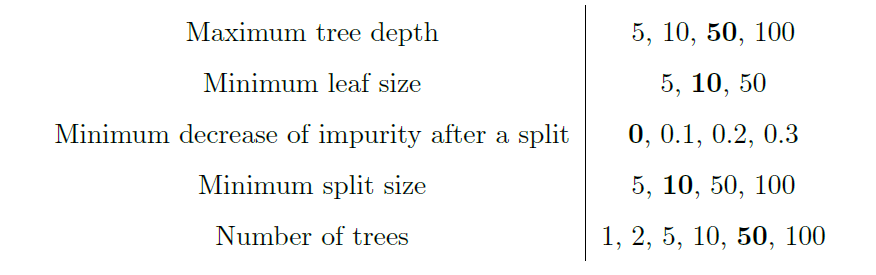 Maximum tree depth 5, 10, 50, 100
Minimum leaf size 5, 10, 50
Minimum decrease of impurity after a split 0, 0.1, 0.2, 0.3
Minimum split size 5, 10, 50, 100
Number of trees 1, 2, 5, 10, 50, 100